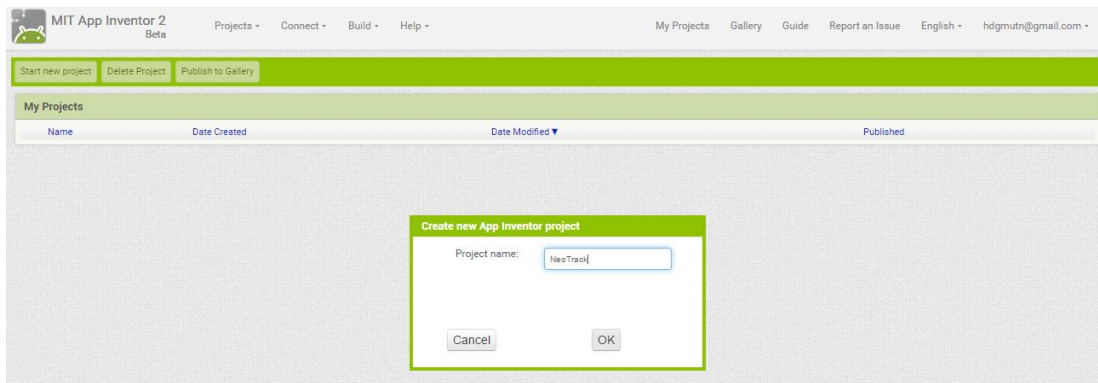 MIT App Inventor 2
Beta
Projects Connect Build Help My Projects Gallery Guide Report an Issue English hdgmutn@gmail.com
Start new project Delete Project Publish to Gallery
My Projects
Name Date Created Date Modified ▼ Published
Create new App Inventor project
Project name: NeoTrack
Cancel OK